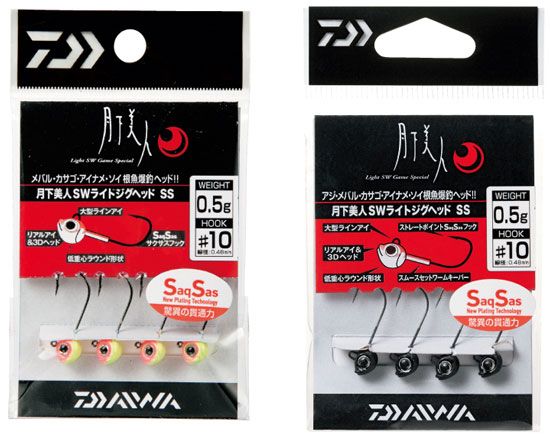 月下美人
Light SW Game Special
メバル・カサゴ・アイナメ・ソイ 根魚爆釣ヘッド!!
月下美人SWライトジグヘッド SS
WEIGHT
0.5g
HOOK
#10
線径:0.48mm
大型ラインアイ
リアルアイ
&3Dヘッド
SaqSas
サクサスフック
低重心ラウンド形状
SaqSas
New Plating Technology
驚異の貫通力
DAIWA
月下美人
Light SW Game Special
アジ・メバル・カサゴ・アイナメ・ソイ 根魚爆釣ヘッド!!
月下美人SWライトジグヘッド SS
WEIGHT
0.5g
HOOK
#10
線径:0.48mm
大型ラインアイ
ストレートポイントSaqSasフック
リアルアイ&
3Dヘッド
低重心ラウンド形状
スムースセットワームキーパー
SaqSas
New Plating Technology
驚異の貫通力
DAIWA